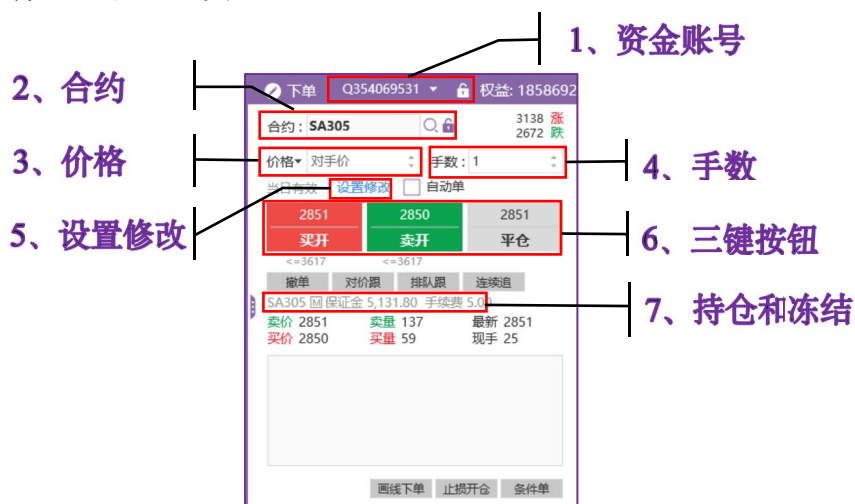 1、资金账号
2、合约
下单 Q354069531 权益: 1858692
合约: SA305 3138 涨
2672 跌
3、价格
价格 对手价 手数: 1
4、手数
当日有效 设置修改 自动单
5、设置修改
2851 2850 2851
买开 卖开 平仓
6、三键按钮
<=3617 <=3617
撤单 对价跟 排队跟 连续追
SA305 M 保证金 5,131.80 手续费 5.00
7、持仓和冻结
卖价 2851 卖量 137 最新 2851
买价 2850 买量 59 现手 25
画线下单 止损开仓 条件单